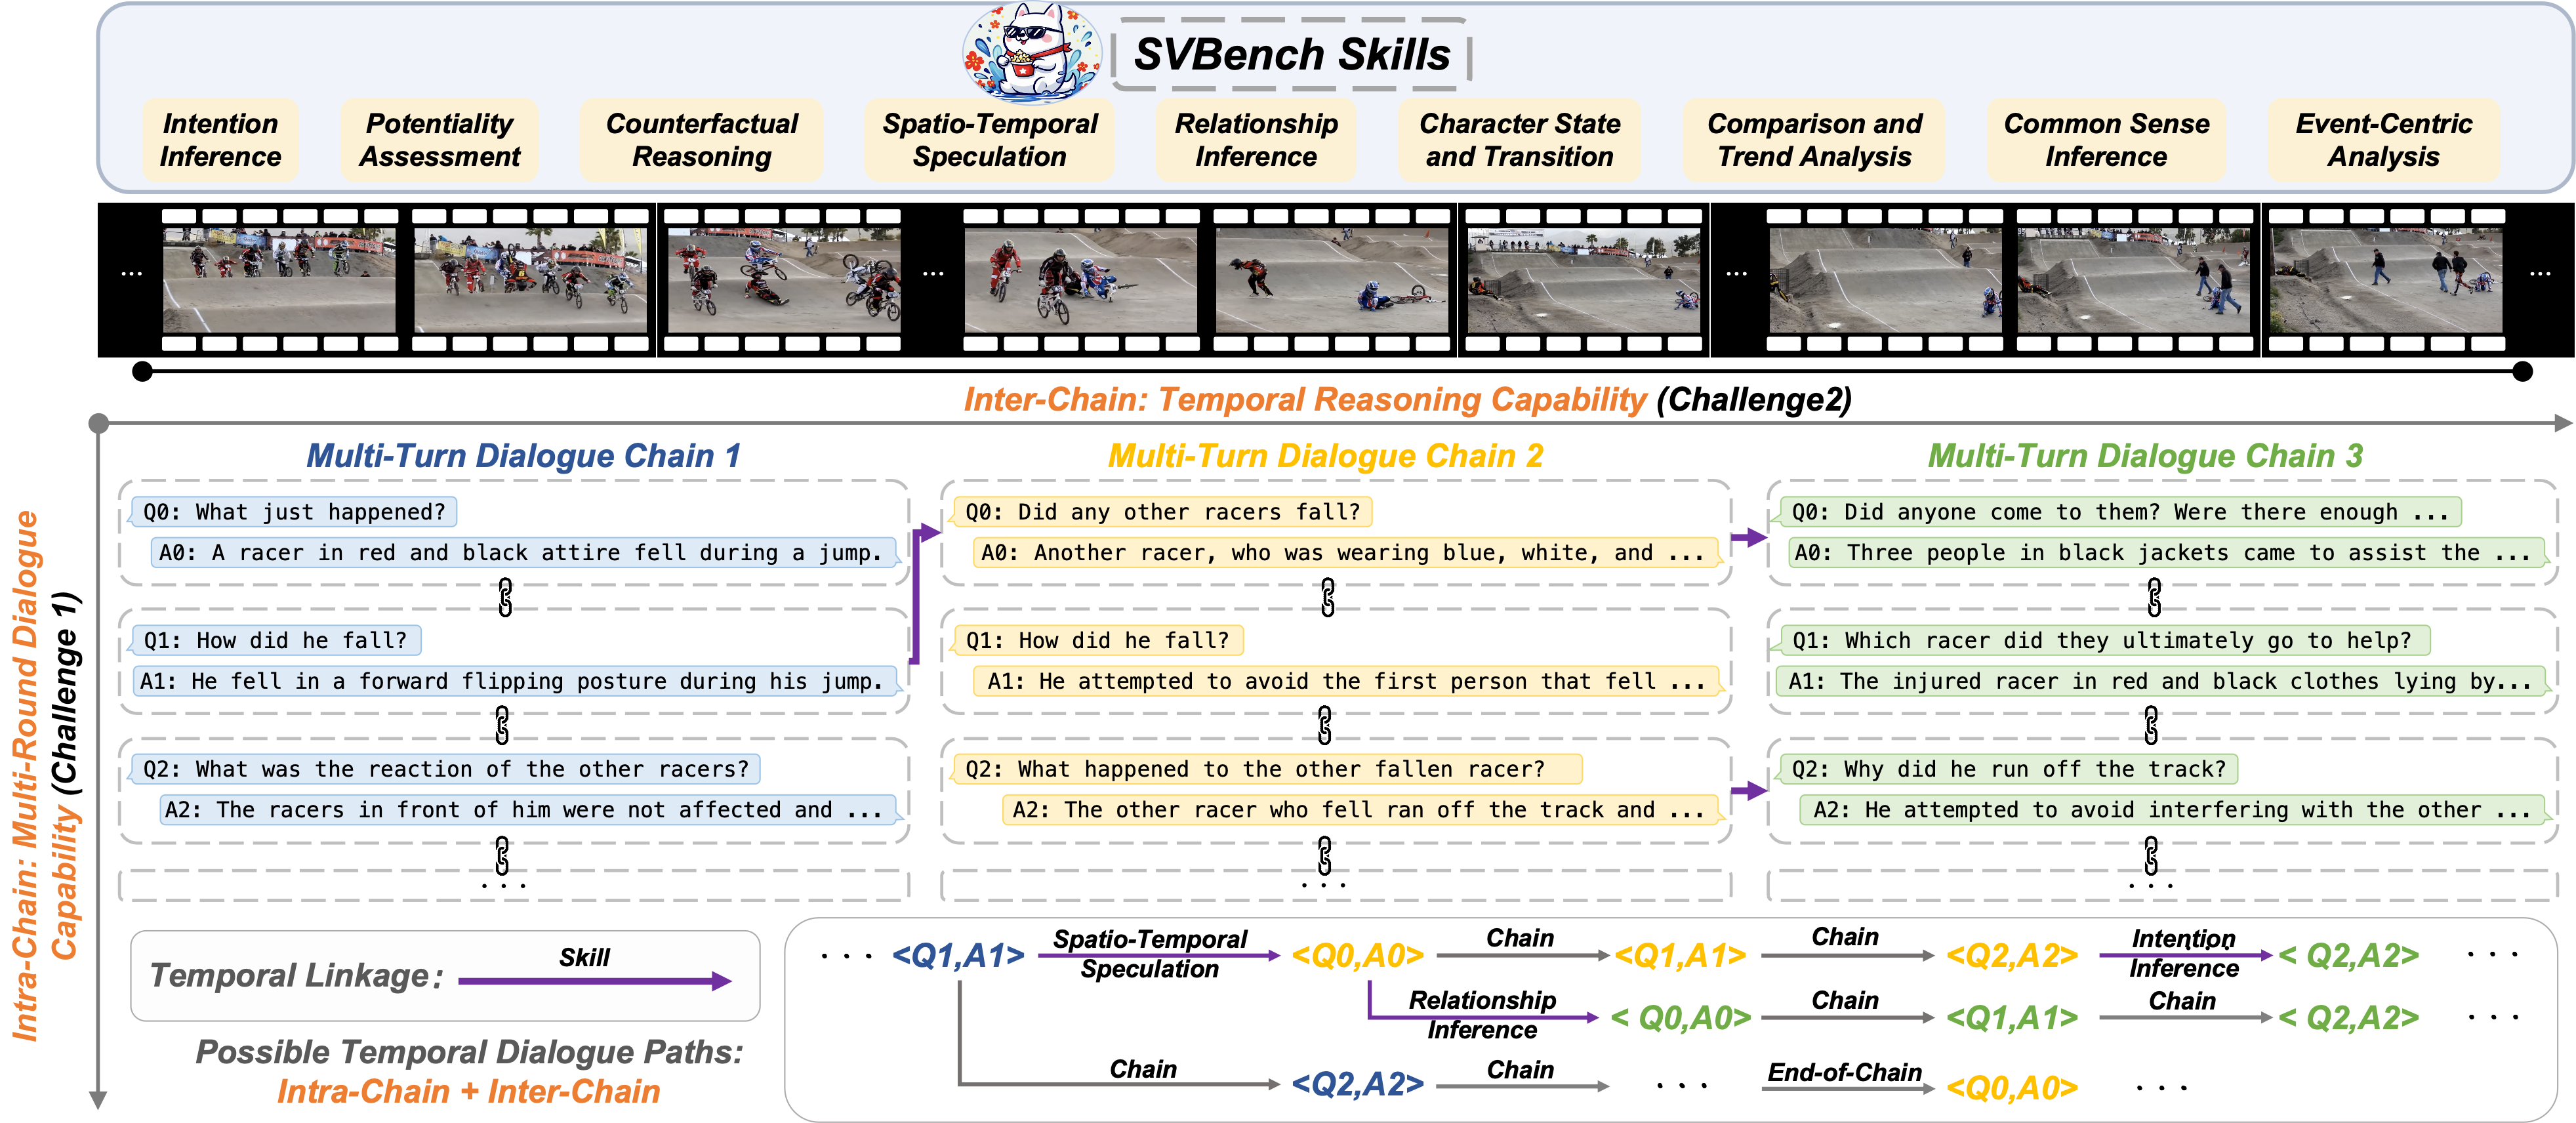 SVBench Skills
Intention
Inference
Potentiality
Assessment
Counterfactual
Reasoning
Spatio-Temporal
Speculation
Relationship
Inference
Character State
and Transition
Comparison and
Trend Analysis
Common Sense
Inference
Event-Centric
Analysis
...
...
...
...
Inter-Chain: Temporal Reasoning Capability (Challenge2)
Intra-Chain: Multi-Round Dialogue
Capability (Challenge 1)
Multi-Turn Dialogue Chain 1
Q0: What just happened?
A0: A racer in red and black attire fell during a jump.
Q1: How did he fall?
A1: He fell in a forward flipping posture during his jump.
Q2: What was the reaction of the other racers?
A2: The racers in front of him were not affected and ...
...
Multi-Turn Dialogue Chain 2
Q0: Did any other racers fall?
A0: Another racer, who was wearing blue, white, and ...
Q1: How did he fall?
A1: He attempted to avoid the first person that fell ...
Q2: What happened to the other fallen racer?
A2: The other racer who fell ran off the track and ...
...
Multi-Turn Dialogue Chain 3
Q0: Did anyone come to them? Were there enough ...
A0: Three people in black jackets came to assist the ...
Q1: Which racer did they ultimately go to help?
A1: The injured racer in red and black clothes lying by...
Q2: Why did he run off the track?
A2: He attempted to avoid interfering with the other ...
...
Temporal Linkage: Skill
Possible Temporal Dialogue Paths:
Intra-Chain + Inter-Chain
... <Q1,A1> Spatio-Temporal Speculation <Q0,A0> Chain <Q1,A1> Chain <Q2,A2> Intention Inference < Q2,A2> ...
Relationship Inference < Q0,A0> Chain <Q1,A1> Chain < Q2,A2> ...
Chain <Q2,A2> Chain ... End-of-Chain <Q0,A0> ...